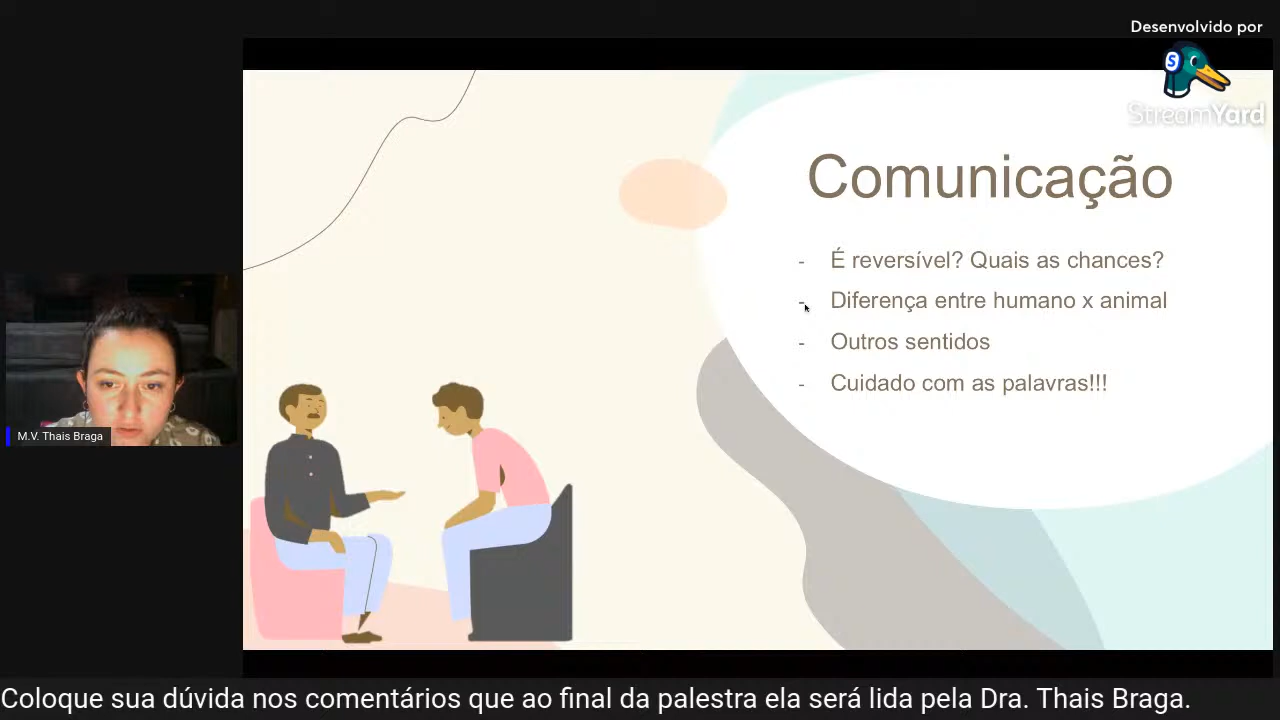 Desenvolvido por
S
StreamYard
Comunicação
- É reversível? Quais as chances?
- Diferença entre humano x animal
- Outros sentidos
- Cuidado com as palavras!!!
M.V. Thais Braga
Coloque sua dúvida nos comentários que ao final da palestra ela será lida pela Dra. Thais Braga.